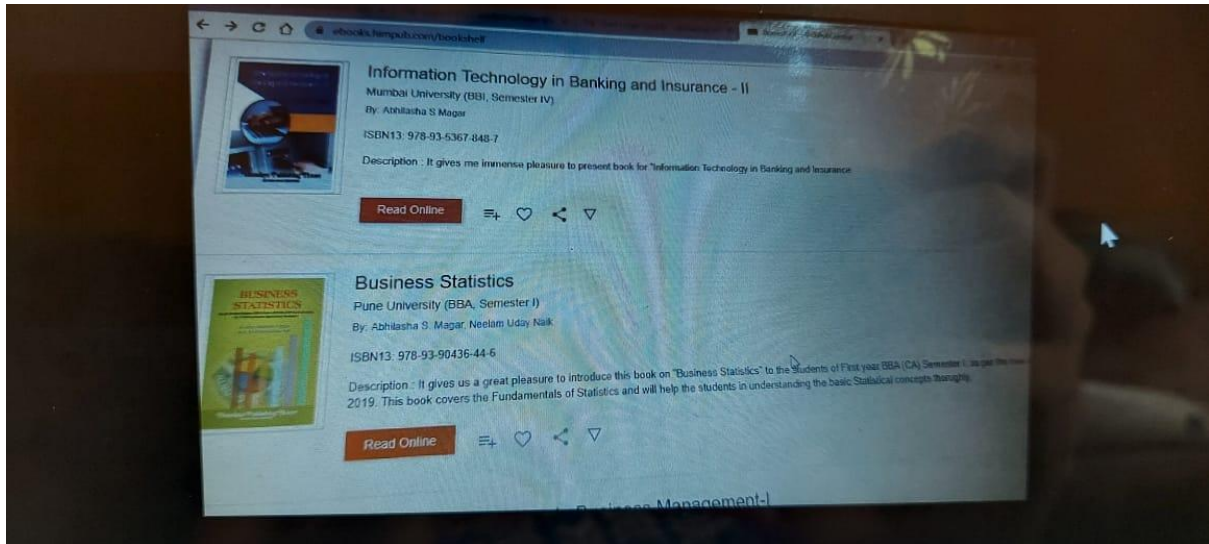 ebooks.himpub.com/bookshelf
Information Technology in Banking and Insurance - II
Mumbai University (BBI, Semester IV)
By: Abhilasha S Magar
ISBN13: 978-93-5367-848-7
Description : It gives me immense pleasure to present book for "Information Technology in Banking and Insurance
Read Online
BUSINESS
STATISTICS
Business Statistics
Pune University (BBA, Semester I)
By: Abhilasha S. Magar, Neelam Uday Naik
ISBN13: 978-93-90436-44-6
Description : It gives us a great pleasure to introduce this book on "Business Statistics" to the Students of First year BBA (CA) Semester I, as per the
2019. This book covers the Fundamentals of Statistics and will help the students in understanding the basic Statistical concepts thoroughly.
Himalaya Publishing House
Read Online
Business Management-I